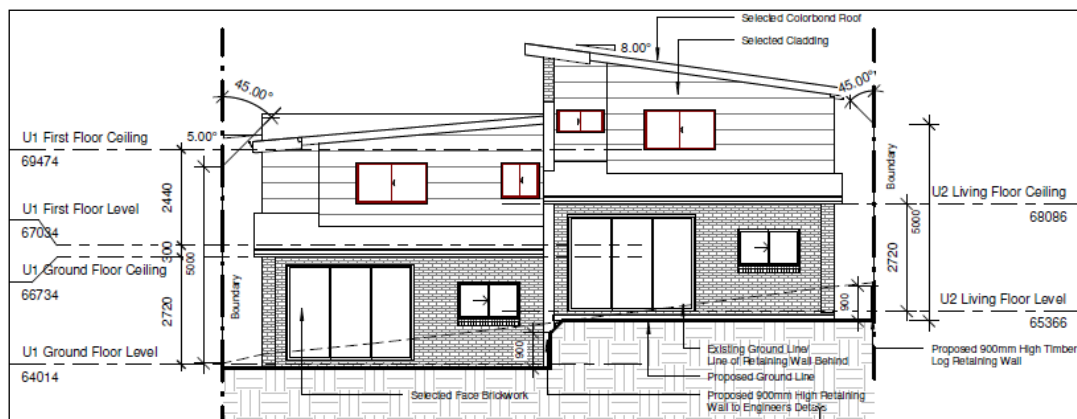 Selected Colorbond Roof
8.00°
Selected Cladding
45.00°
45.00°
5.00°
U1 First Floor Ceiling
69474
2440
Boundary
U2 Living Floor Ceiling
68086
U1 First Floor Level
67034
300
5000
5000
2720
U1 Ground Floor Ceiling
66734
2720
Boundary
900
U2 Living Floor Level
65366
900
U1 Ground Floor Level
64014
Existing Ground Line/
Line of Retaining Wall Behind
Proposed 900mm High Timber
Log Retaining Wall
Proposed Ground Line
Selected Face Brickwork
Proposed 900mm High Retaining
Wall to Engineers Details